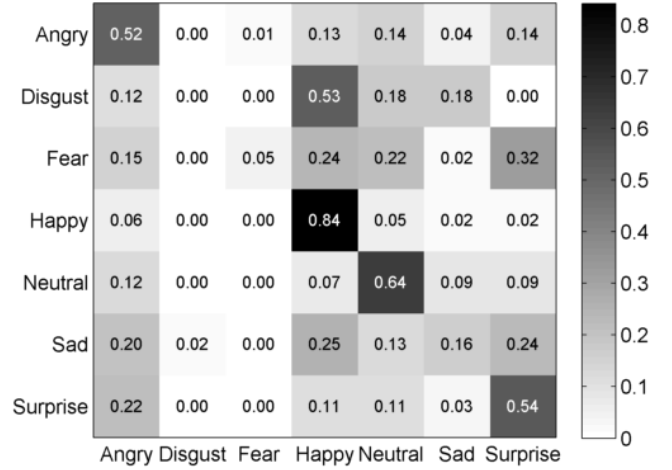 Angry 0.52 0.00 0.01 0.13 0.14 0.04 0.14
Disgust 0.12 0.00 0.00 0.53 0.18 0.18 0.00
Fear 0.15 0.00 0.05 0.24 0.22 0.02 0.32
Happy 0.06 0.00 0.00 0.84 0.05 0.02 0.02
Neutral 0.12 0.00 0.00 0.07 0.64 0.09 0.09
Sad 0.20 0.02 0.00 0.25 0.13 0.16 0.24
Surprise 0.22 0.00 0.00 0.11 0.11 0.03 0.54
Angry Disgust Fear Happy Neutral Sad Surprise
0.8
0.7
0.6
0.5
0.4
0.3
0.2
0.1
0